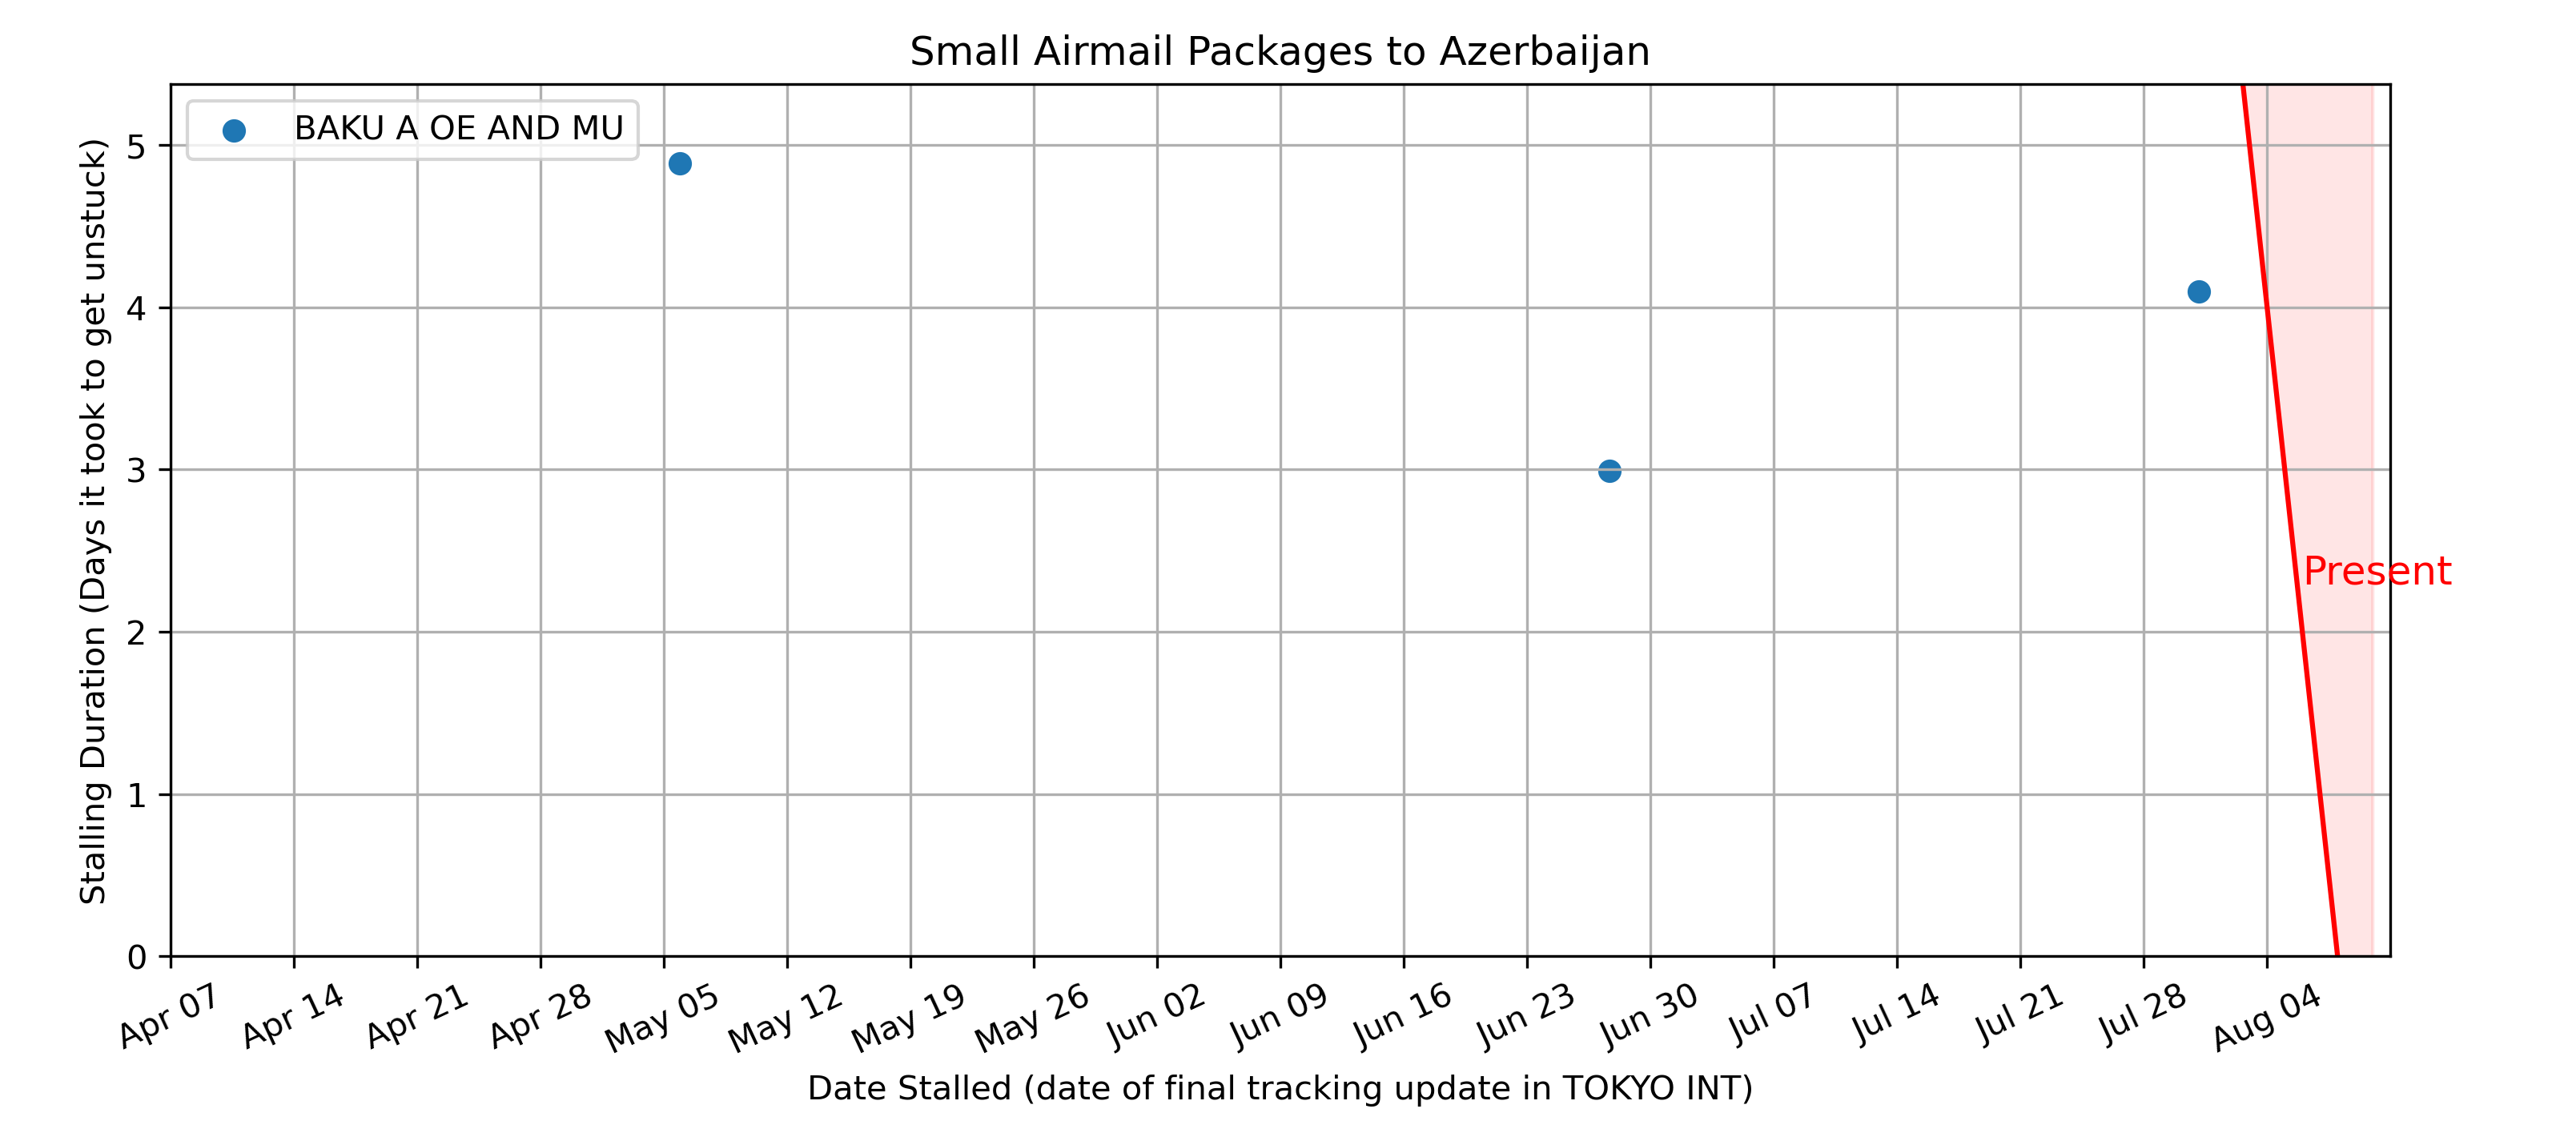 Small Airmail Packages to Azerbaijan
BAKU A OE AND MU
Stalling Duration (Days it took to get unstuck)
5
4
3
2
1
0
Present
Apr 07
Apr 14
Apr 21
Apr 28
May 05
May 12
May 19
May 26
Jun 02
Jun 09
Jun 16
Jun 23
Jun 30
Jul 07
Jul 14
Jul 21
Jul 28
Aug 04
Date Stalled (date of final tracking update in TOKYO INT)